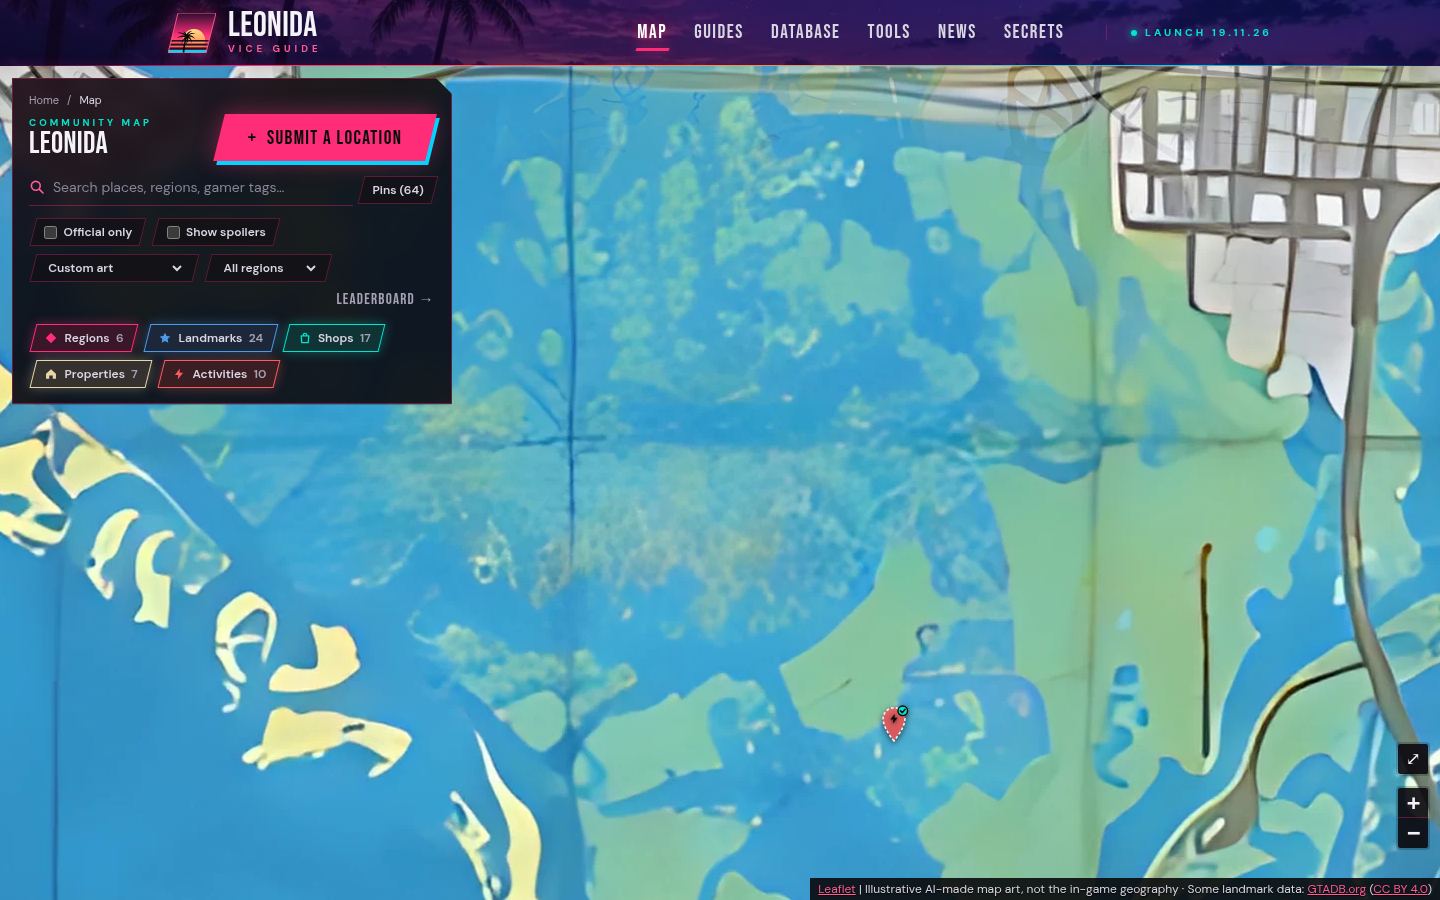 LEONIDA
VICE GUIDE
MAP
GUIDES
DATABASE
TOOLS
NEWS
SECRETS
LAUNCH 19.11.26
Home / Map
COMMUNITY MAP
LEONIDA
+ SUBMIT A LOCATION
Search places, regions, gamer tags...
Pins (64)
Official only
Show spoilers
Custom art
All regions
LEADERBOARD →
Regions 6
Landmarks 24
Shops 17
Properties 7
Activities 10
+
−
Leaflet | Illustrative AI-made map art, not the in-game geography · Some landmark data: GTADB.org (CC BY 4.0)